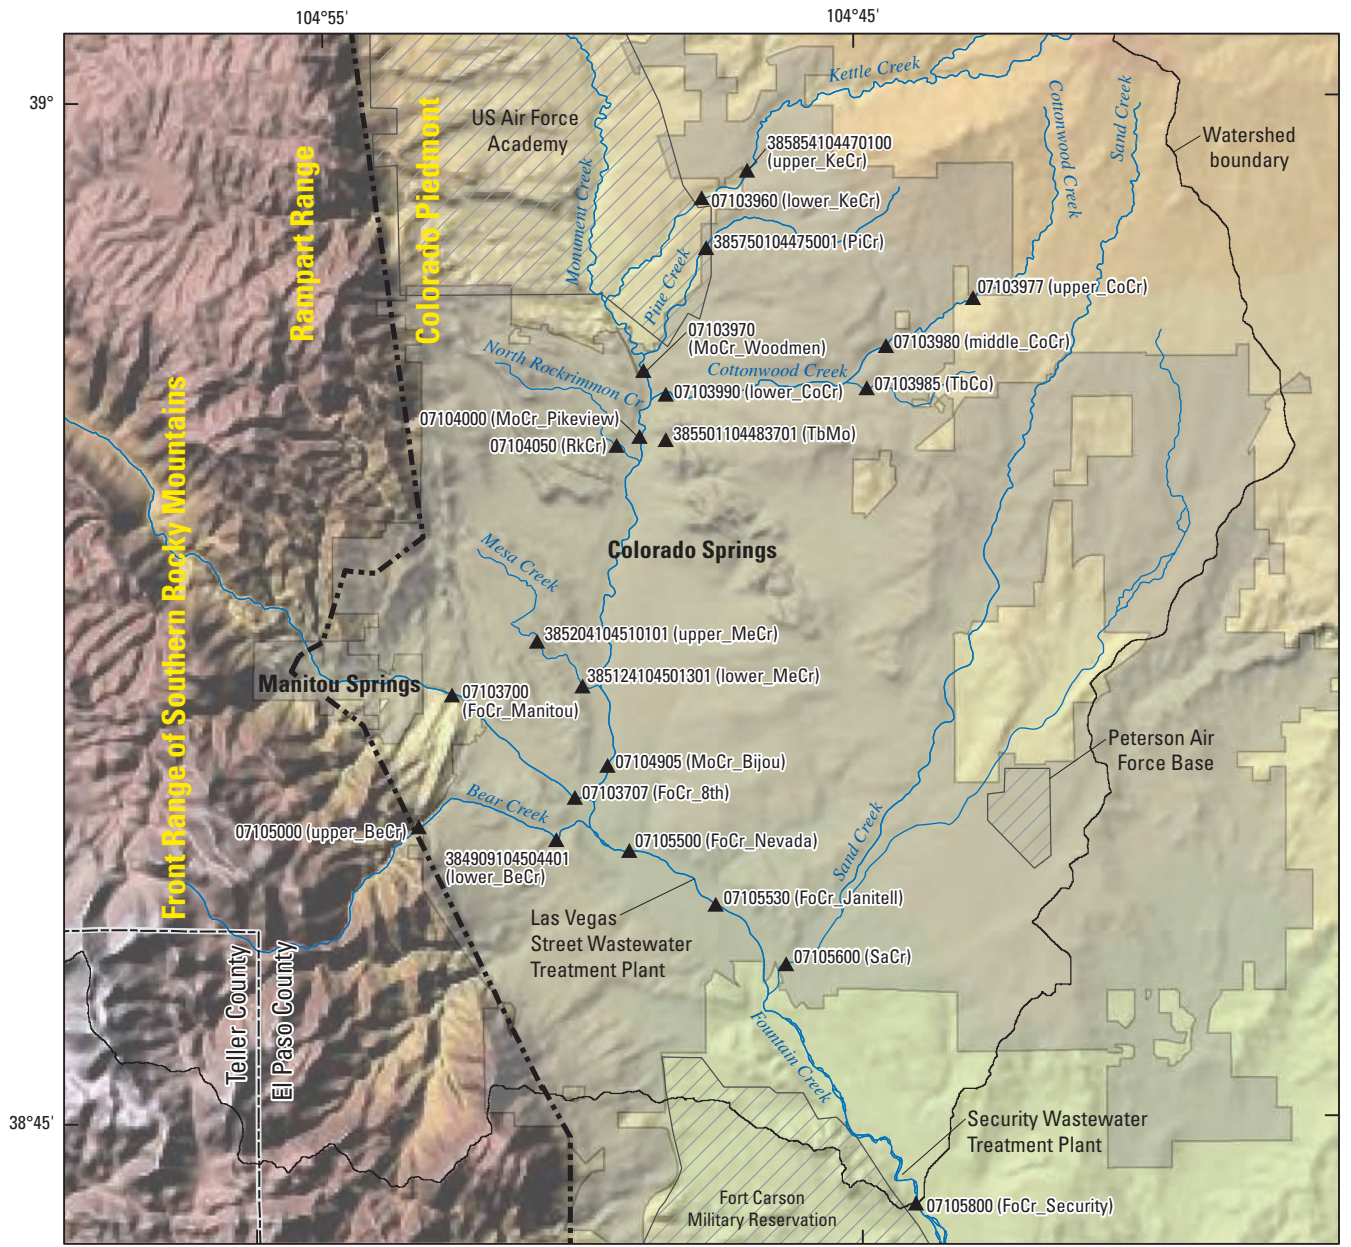 104°55'
104°45'
39°
38°45'
Kettle Creek
US Air Force
Academy
Cottonwood Creek
Sand Creek
Watershed
boundary
385854104470100
(upper_KeCr)
Rampart Range
Colorado Piedmont
Monument Creek
07103960 (lower_KeCr)
385750104475001 (PiCr)
Pine Creek
07103977 (upper_CoCr)
07103970
(MoCr_Woodmen)
07103980 (middle_CoCr)
North Rockrimmon Cr
Cottonwood Creek
07103985 (TbCo)
07103990 (lower_CoCr)
07104000 (MoCr_Pikeview)
385501104483701 (TbMo)
07104050 (RkCr)
Front Range of Southern Rocky Mountains
Colorado Springs
Mesa Creek
385204104510101 (upper_MeCr)
385124104501301 (lower_MeCr)
Manitou Springs
07103700
(FoCr_Manitou)
Peterson Air
Force Base
07104905 (MoCr_Bijou)
07103707 (FoCr_8th)
Bear Creek
07105000 (upper_BeCr)
07105500 (FoCr_Nevada)
384909104504401
(lower_BeCr)
Sand Creek
07105530 (FoCr_Janitell)
Las Vegas
Street Wastewater
Treatment Plant
07105600 (SaCr)
Teller County
El Paso County
Fountain Creek
Security Wastewater
Treatment Plant
Fort Carson
Military Reservation
07105800 (FoCr_Security)